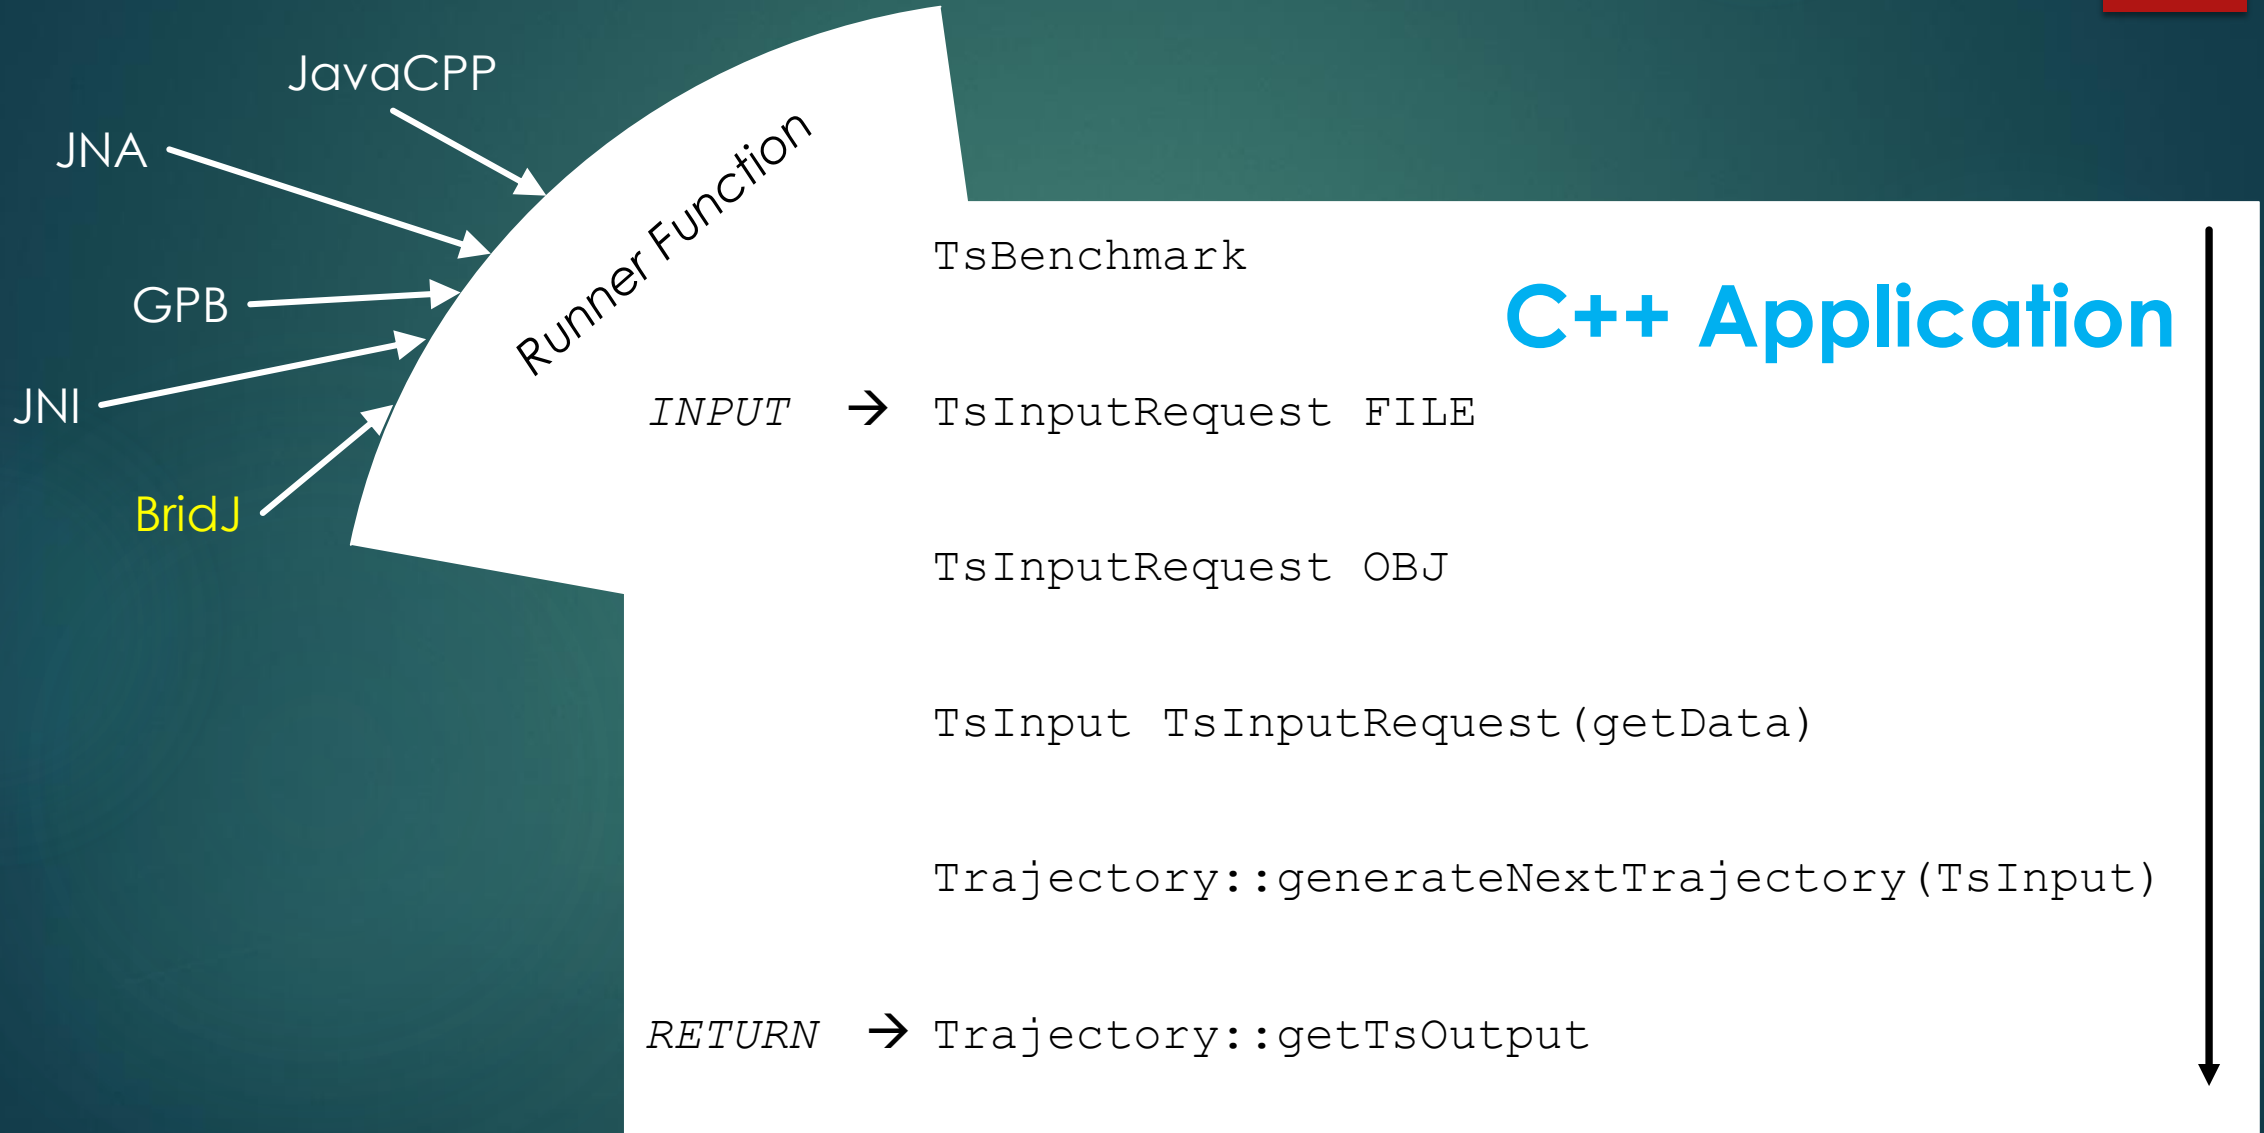 JavaCPP
JNA
GPB
JNI
BridJ
Runner Function
TsBenchmark
C++ Application
INPUT → TsInputRequest FILE
TsInputRequest OBJ
TsInput TsInputRequest(getData)
Trajectory::generateNextTrajectory(TsInput)
RETURN → Trajectory::getTsOutput